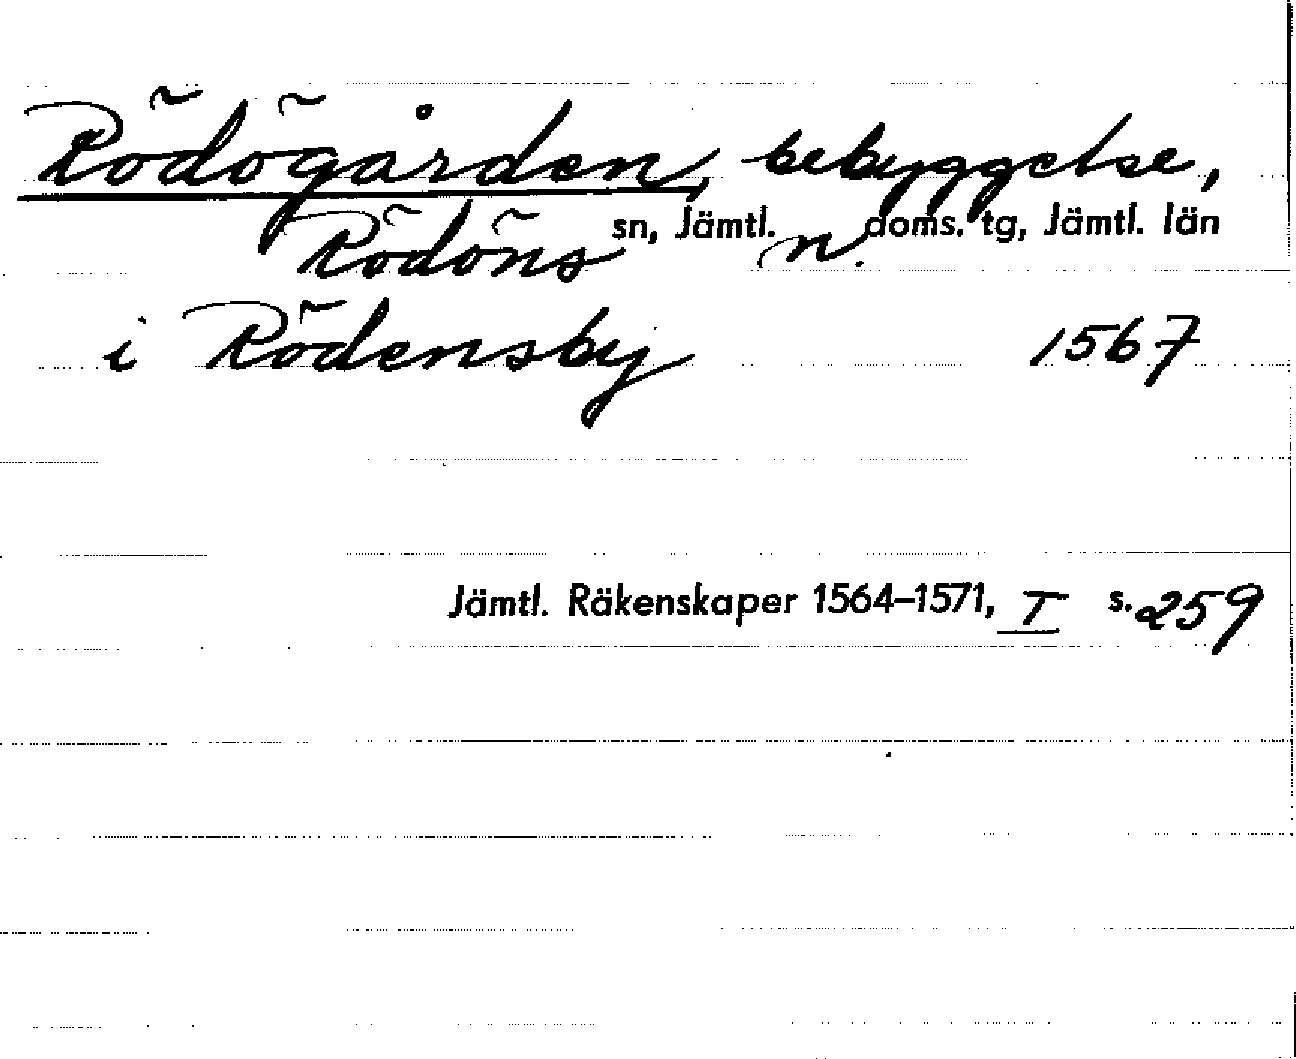 Rödögården, bebyggelse,
Rödöns sn, Jämtl. n. doms. tg, Jämtl. län
i Rödensby 1567
Jämtl. Räkenskaper 1564–1571, I s. 259